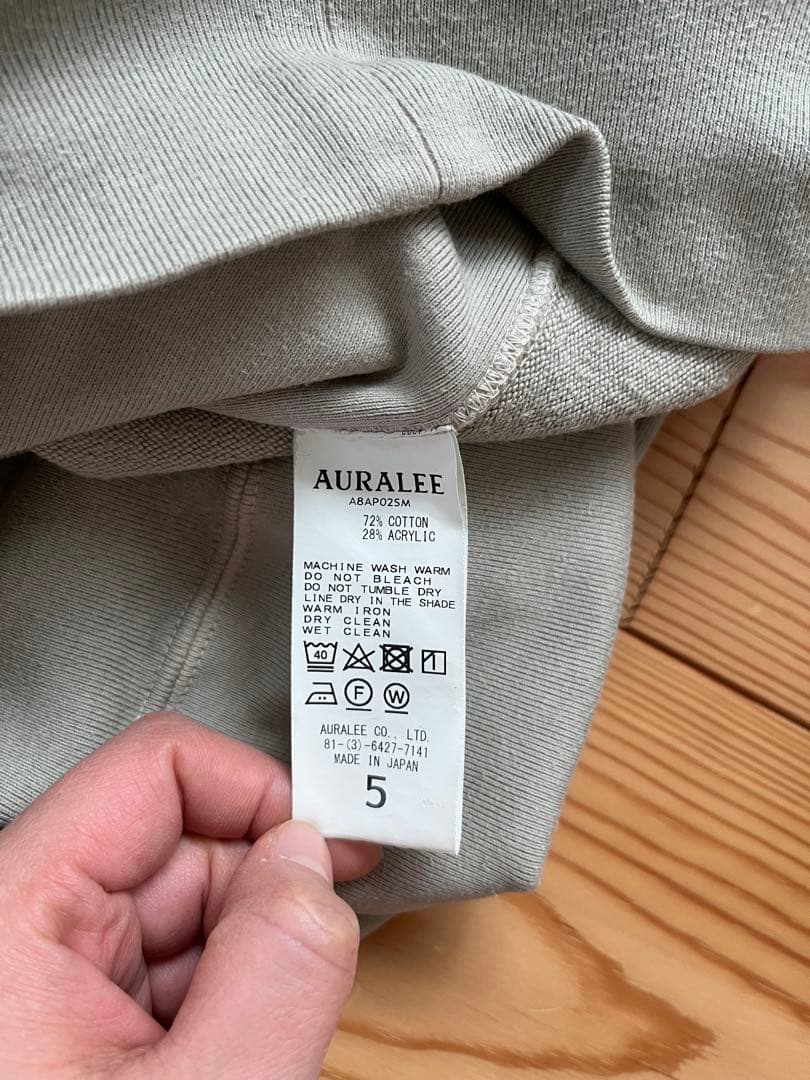 AURALEE
A8AP02SM
72% COTTON
28% ACRYLIC
MACHINE WASH WARM
DO NOT BLEACH
DO NOT TUMBLE DRY
LINE DRY IN THE SHADE
WARM IRON
DRY CLEAN
WET CLEAN
40
F W
AURALEE CO., LTD.
81-(3)-6427-7141
MADE IN JAPAN
5